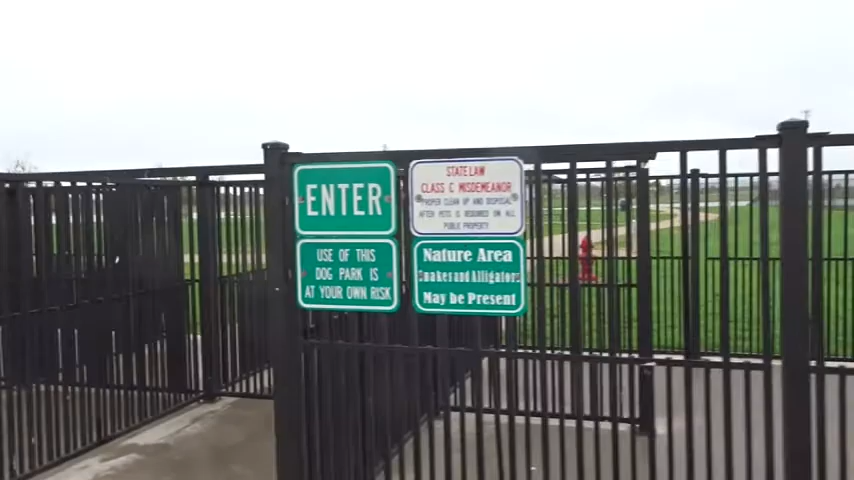 ENTER
STATE LAW
CLASS C MISDEMEANOR
PROPER CLEAN UP AND DISPOSAL
AFTER PETS IS REQUIRED ON ALL
PUBLIC PROPERTY
USE OF THIS
DOG PARK IS
AT YOUR OWN RISK
NATURE AREA
Snakes and Alligators
MAY BE PRESENT